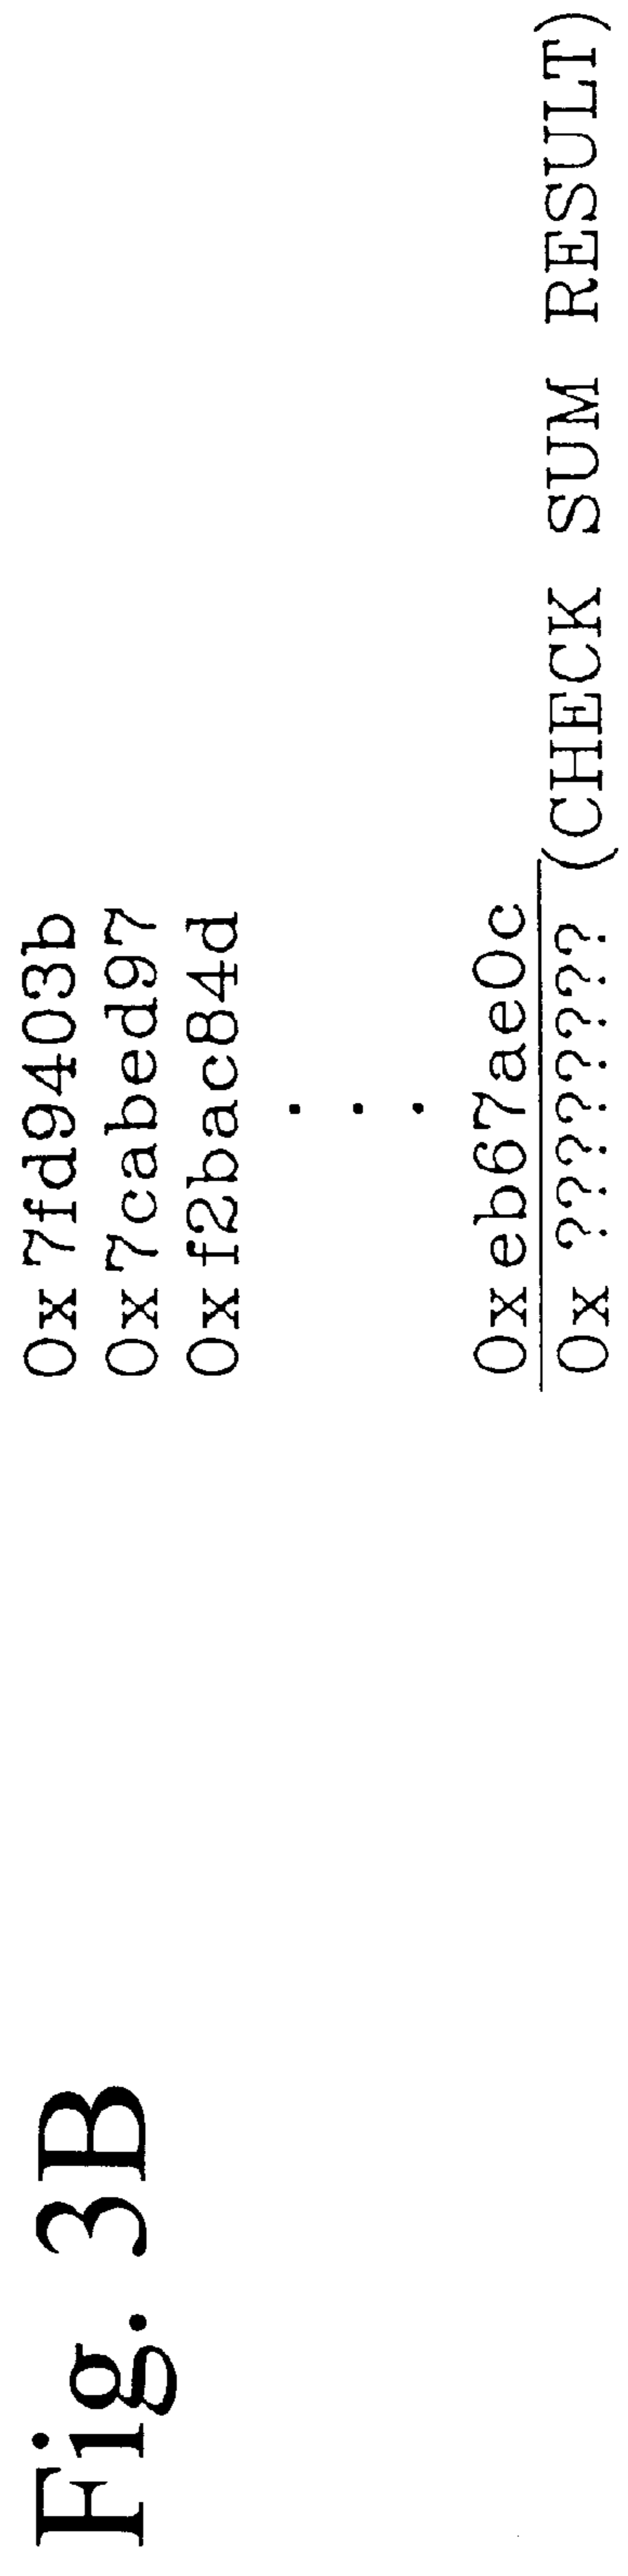 Fig. 3B
0x 7fd9403b
0x 7cabed97
0x f2bac84d
. . .
0x eb67ae0c
0x ???????? (CHECK SUM RESULT)